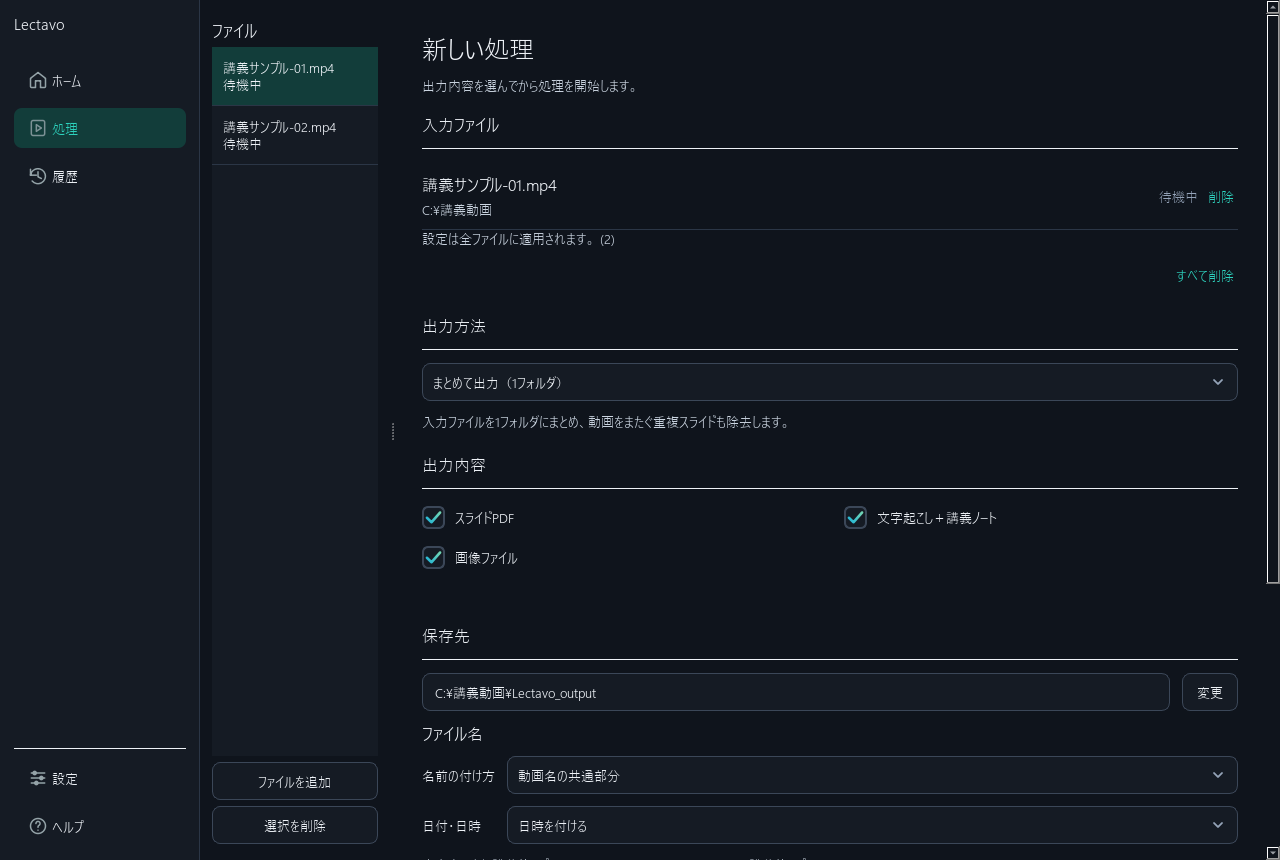 Lectavo
ホーム
処理
履歴
設定
ヘルプ
ファイル
講義サンプル-01.mp4
待機中
講義サンプル-02.mp4
待機中
ファイルを追加
選択を削除
新しい処理
出力内容を選んでから処理を開始します。
入力ファイル
講義サンプル-01.mp4
C:¥講義動画
待機中 削除
設定は全ファイルに適用されます。(2)
すべて削除
出力方法
まとめて出力（1フォルダ）
入力ファイルを1フォルダにまとめ、動画をまたぐ重複スライドも除去します。
出力内容
スライドPDF
文字起こし＋講義ノート
画像ファイル
保存先
C:¥講義動画¥Lectavo_output
変更
ファイル名
名前の付け方 動画名の共通部分
日付・日時 日時を付ける